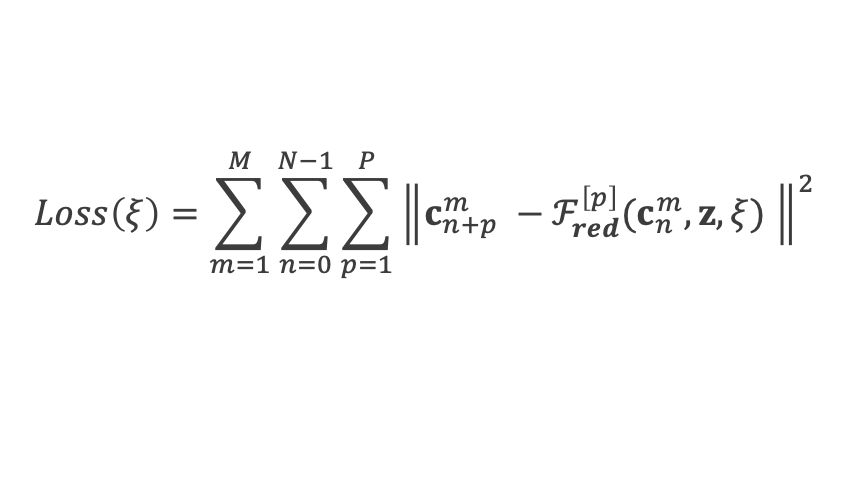 Loss(ξ) = ∑_{m=1}^{M} ∑_{n=0}^{N−1} ∑_{p=1}^{P} ‖𝐜_{n+p}^{m} − ℱ_{red}^{[p]}(𝐜_{n}^{m}, 𝐳, ξ)‖^2